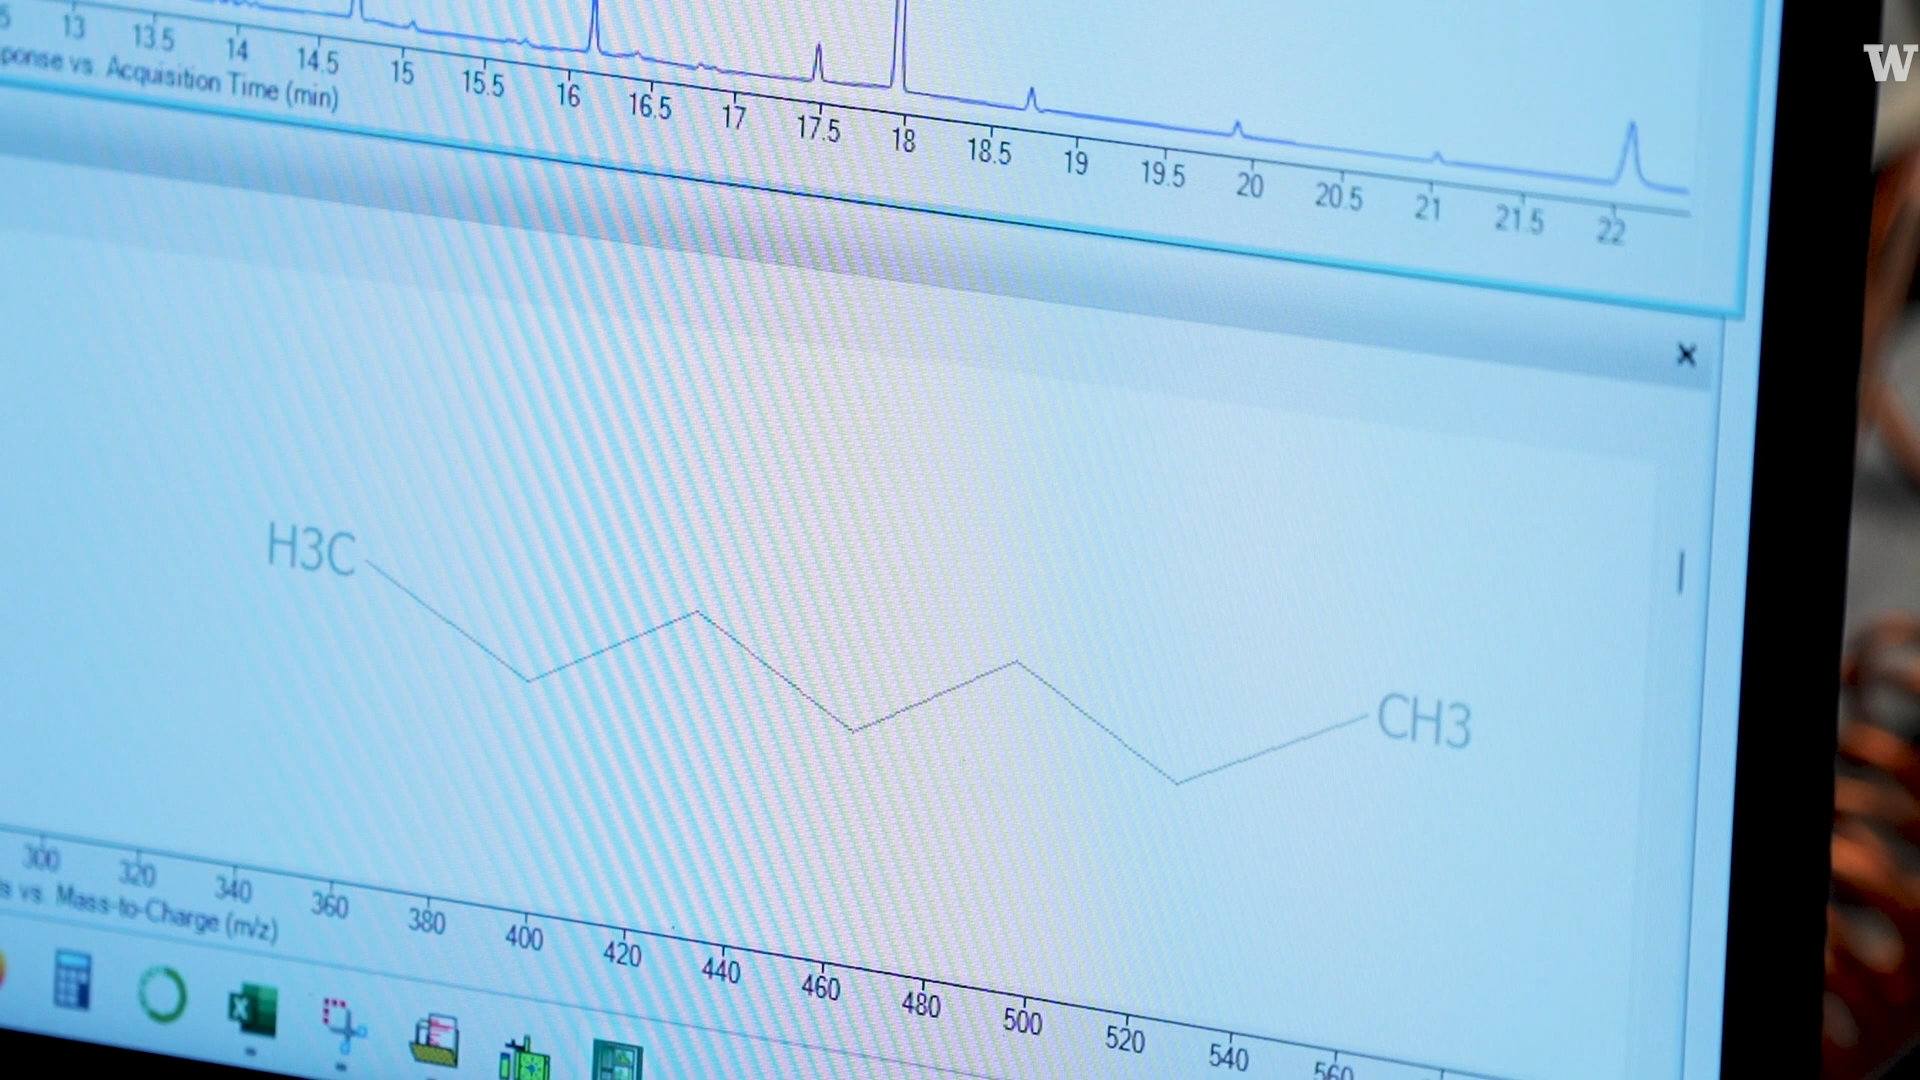 W
13 13.5 14 14.5 15 15.5 16 16.5 17 17.5 18 18.5 19 19.5 20 20.5 21 21.5 22
vs. Acquisition Time (min)
H3C
CH3
300 320 340 360 380 400 420 440 460 480 500 520 540 560
vs. Mass-to-Charge (m/z)